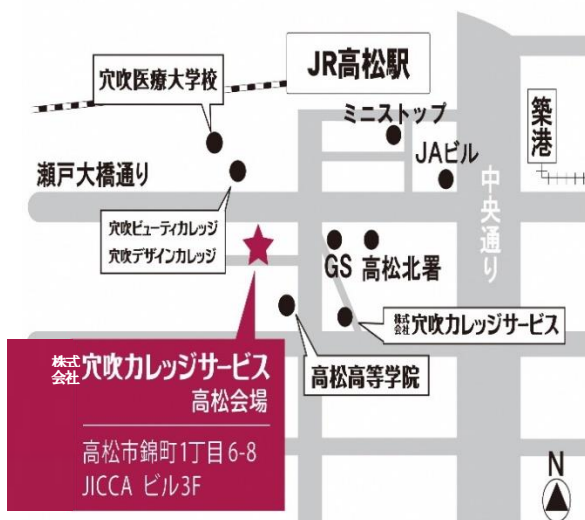 JR高松駅
穴吹医療大学校
ミニストップ
JAビル
築港
瀬戸大橋通り
中央通り
穴吹ビューティカレッジ
穴吹デザインカレッジ
GS
高松北署
株式会社 穴吹カレッジサービス
高松高等学院
株式会社 穴吹カレッジサービス
高松会場
高松市錦町1丁目6-8
JICCA ビル3F
N